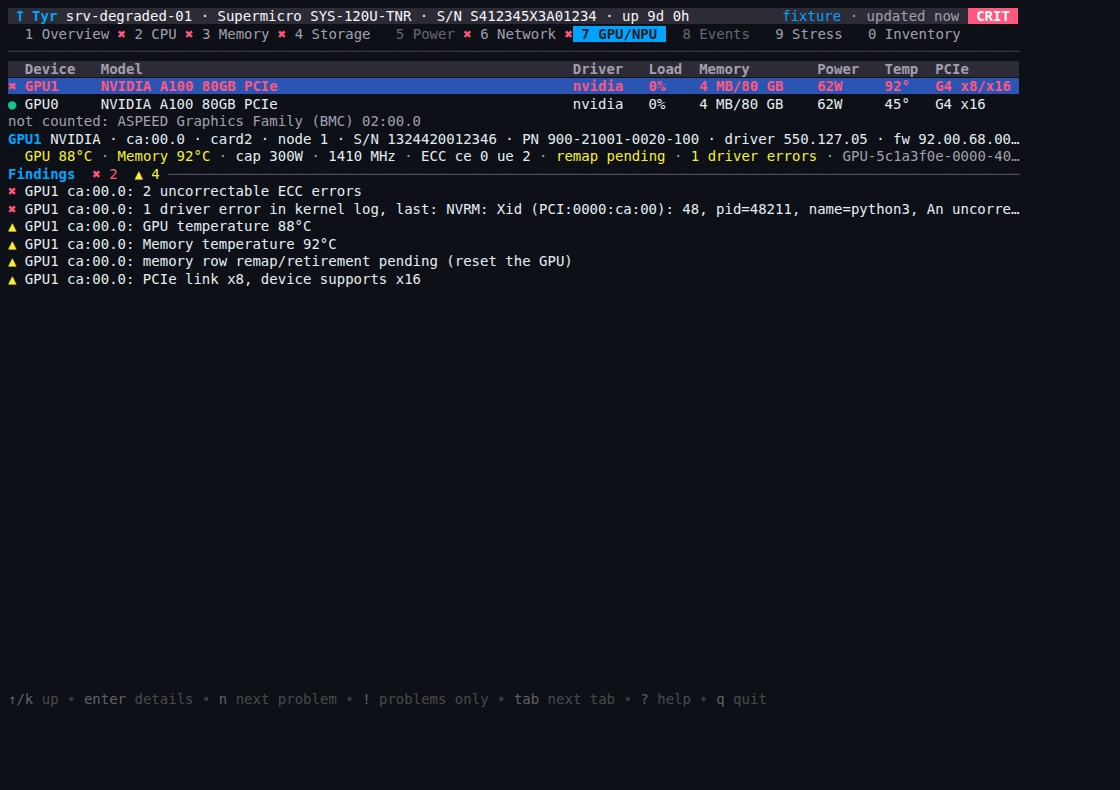 ↑ Tyr srv-degraded-01 · Supermicro SYS-120U-TNR · S/N S412345X3A01234 · up 9d 0h fixture · updated now CRIT
1 Overview ✖ 2 CPU ✖ 3 Memory ✖ 4 Storage 5 Power ✖ 6 Network ✖ 7 GPU/NPU 8 Events 9 Stress 0 Inventory
Device Model Driver Load Memory Power Temp PCIe
✖ GPU1 NVIDIA A100 80GB PCIe nvidia 0% 4 MB/80 GB 62W 92° G4 x8/x16
● GPU0 NVIDIA A100 80GB PCIe nvidia 0% 4 MB/80 GB 62W 45° G4 x16
not counted: ASPEED Graphics Family (BMC) 02:00.0
GPU1 NVIDIA · ca:00.0 · card2 · node 1 · S/N 1324420012346 · PN 900-21001-0020-100 · driver 550.127.05 · fw 92.00.68.00…
GPU 88°C · Memory 92°C · cap 300W · 1410 MHz · ECC ce 0 ue 2 · remap pending · 1 driver errors · GPU-5c1a3f0e-0000-40…
Findings ✖ 2 ▲ 4
✖ GPU1 ca:00.0: 2 uncorrectable ECC errors
✖ GPU1 ca:00.0: 1 driver error in kernel log, last: NVRM: Xid (PCI:0000:ca:00): 48, pid=48211, name=python3, An uncorre…
▲ GPU1 ca:00.0: GPU temperature 88°C
▲ GPU1 ca:00.0: Memory temperature 92°C
▲ GPU1 ca:00.0: memory row remap/retirement pending (reset the GPU)
▲ GPU1 ca:00.0: PCIe link x8, device supports x16
↑/k up • enter details • n next problem • ! problems only • tab next tab • ? help • q quit